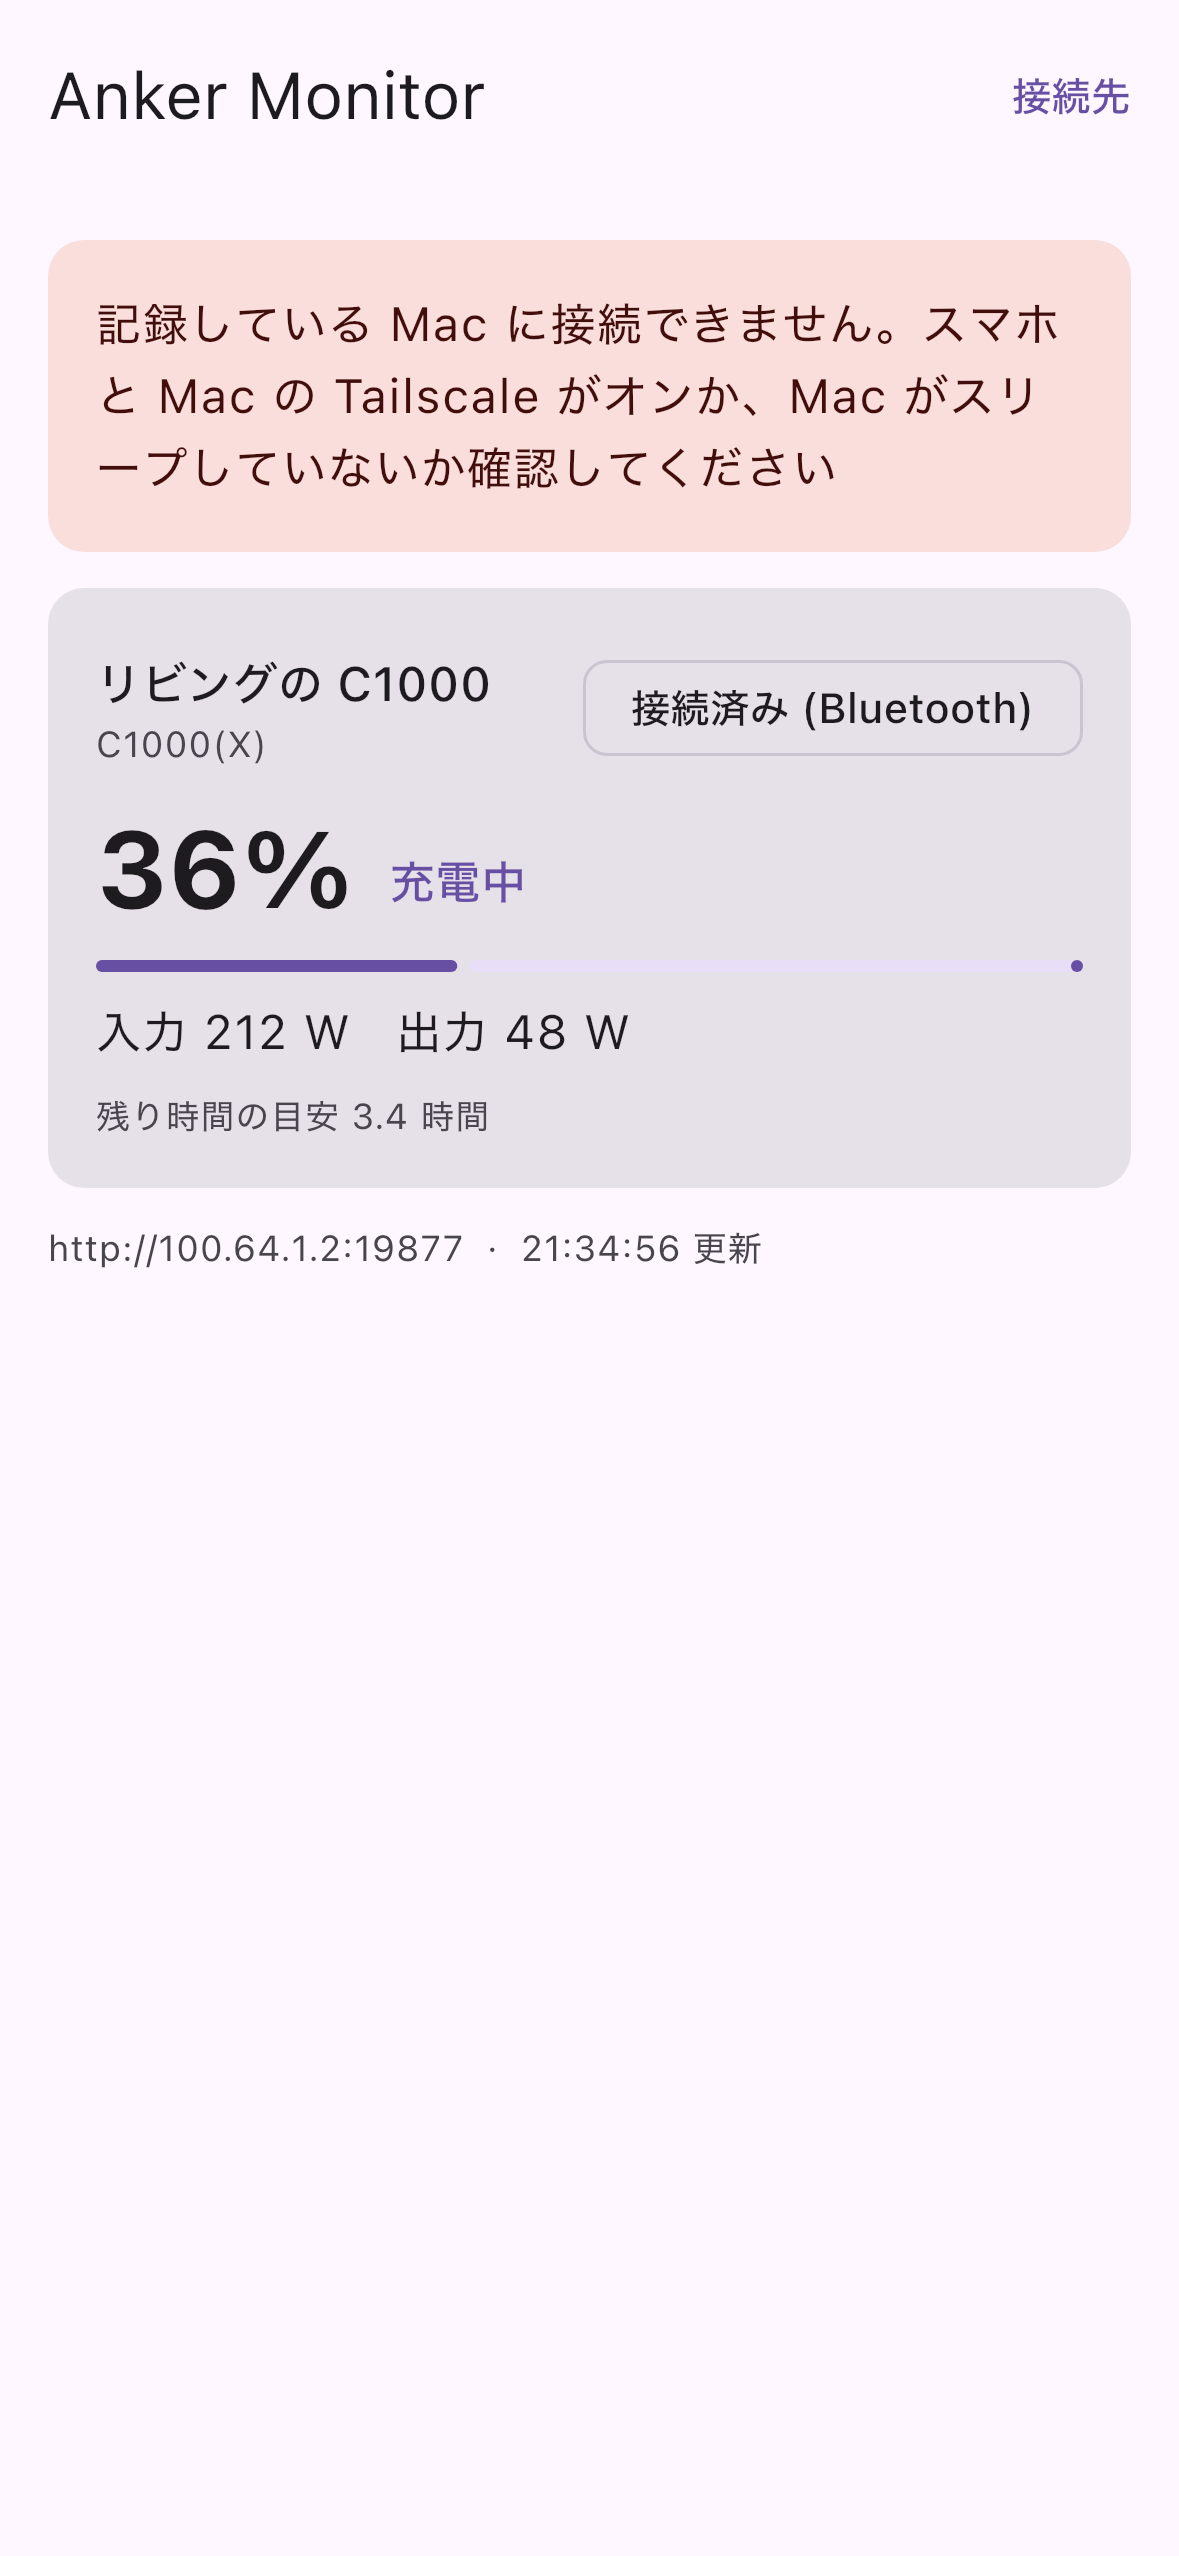 Anker Monitor
接続先
記録している Mac に接続できません。スマホ
と Mac の Tailscale がオンか、Mac がスリ
ープしていないか確認してください
リビングの C1000
接続済み (Bluetooth)
C1000(X)
36% 充電中
入力 212 W 出力 48 W
残り時間の目安 3.4 時間
http://100.64.1.2:19877 · 21:34:56 更新